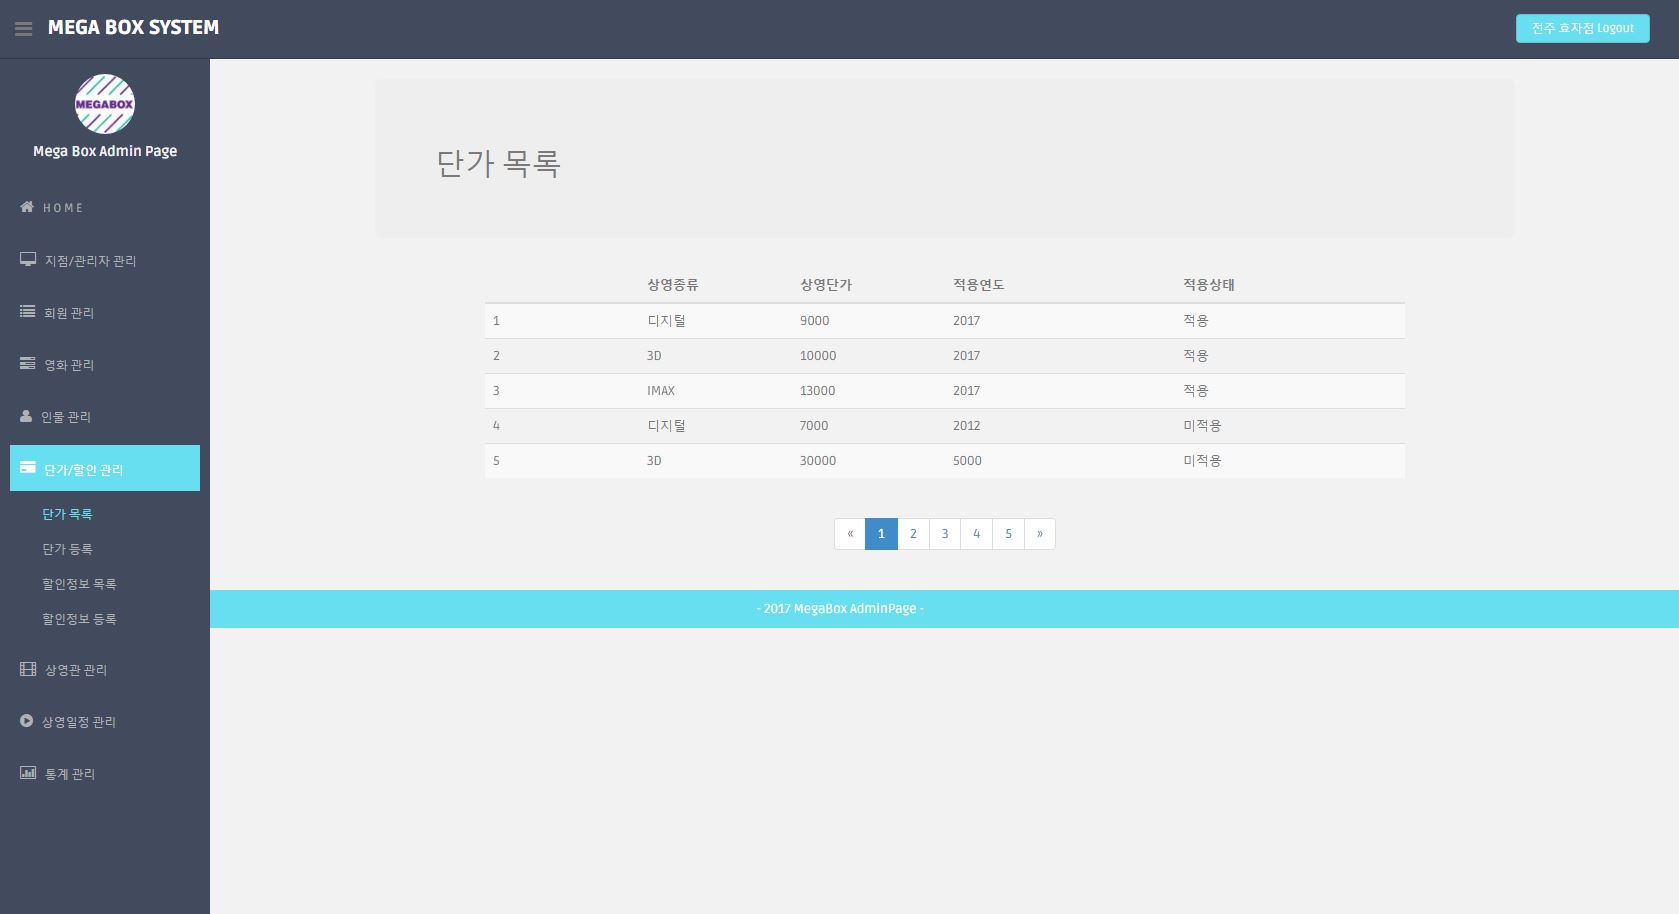 MEGA BOX SYSTEM
전주 효자점 Logout
MEGABOX
Mega Box Admin Page
HOME
지점/관리자 관리
회원 관리
영화 관리
인물 관리
단가/할인 관리
단가 목록
단가 등록
할인정보 목록
할인정보 등록
상영관 관리
상영일정 관리
통계 관리
단가 목록
상영종류 상영단가 적용연도 적용상태
1 디지털 9000 2017 적용
2 3D 10000 2017 적용
3 IMAX 13000 2017 적용
4 디지털 7000 2012 미적용
5 3D 30000 5000 미적용
« 1 2 3 4 5 »
- 2017 MegaBox AdminPage -